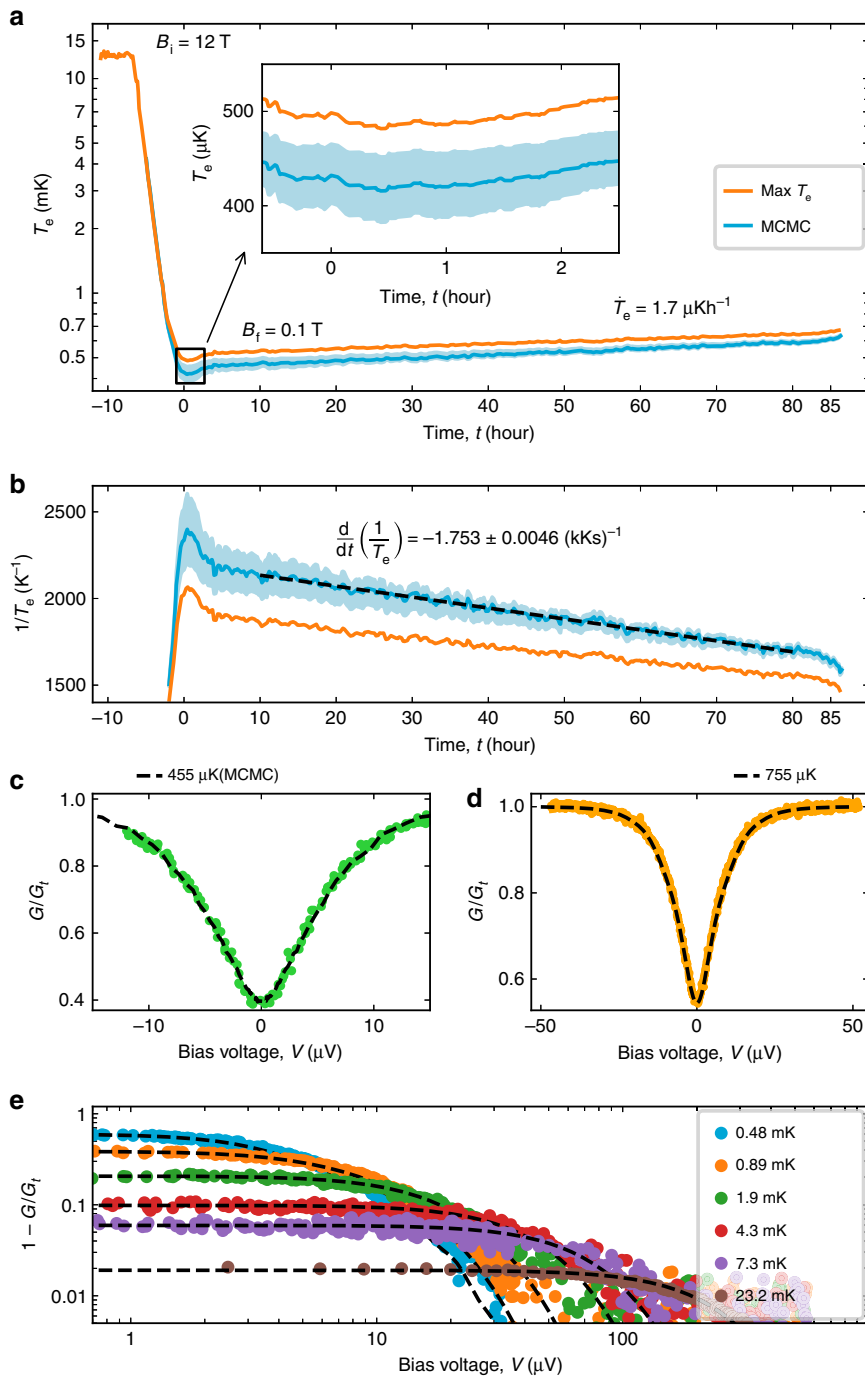 a
15
10
7
5
4
3
2
1
0.7
0.5
T_e (mK)
B_i = 12 T
500
400
T_e (μK)
0
1
2
Time, t (hour)
Max T_e
MCMC
B_f = 0.1 T
Ṫ_e = 1.7 μKh⁻¹
−10
0
10
20
30
40
50
60
70
80
85
Time, t (hour)
b
2500
2000
1500
1/T_e (K⁻¹)
d/dt (1/T_e) = −1.753 ± 0.0046 (kKs)⁻¹
−10
0
10
20
30
40
50
60
70
80
85
Time, t (hour)
c
455 μK(MCMC)
1.0
0.8
0.6
0.4
G/G_t
−10
0
10
Bias voltage, V (μV)
d
755 μK
1.0
0.8
0.6
G/G_t
−50
0
50
Bias voltage, V (μV)
e
1
0.1
0.01
1 − G/G_t
0.48 mK
0.89 mK
1.9 mK
4.3 mK
7.3 mK
23.2 mK
1
10
100
Bias voltage, V (μV)